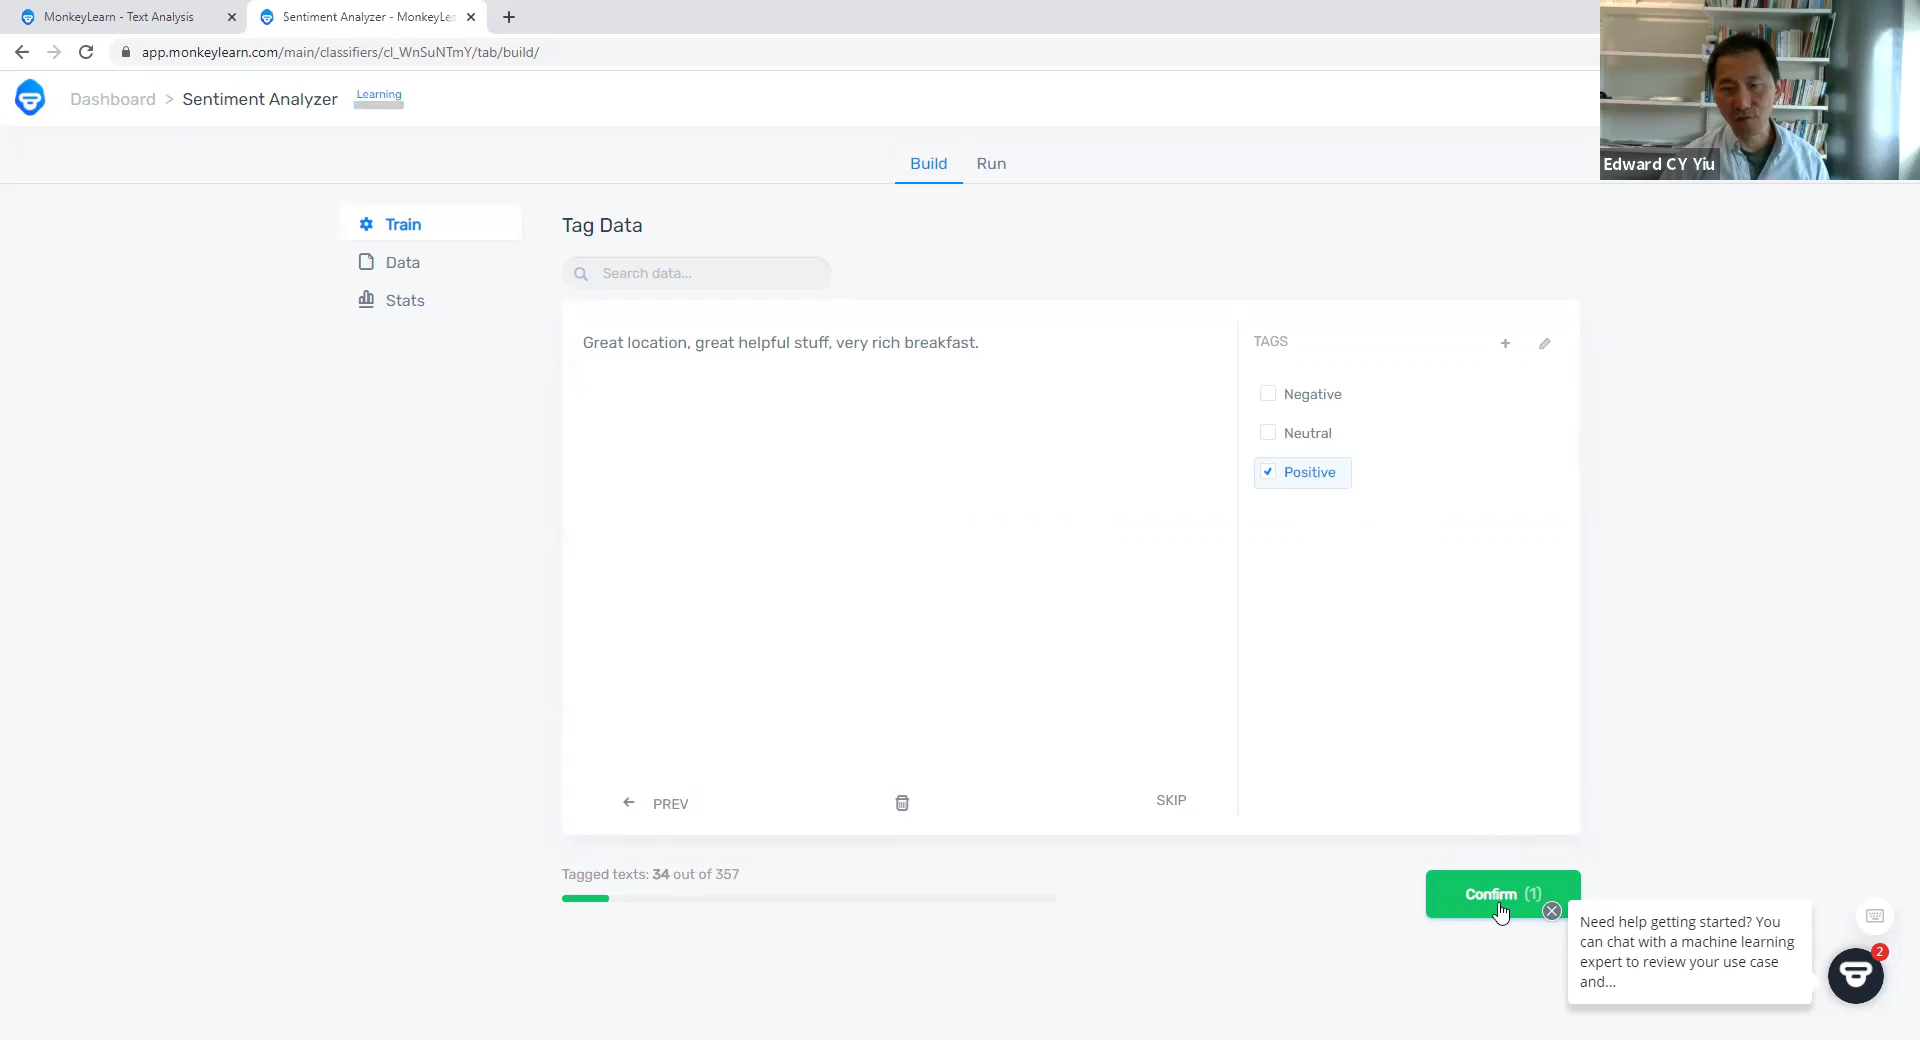 MonkeyLearn - Text Analysis
Sentiment Analyzer - MonkeyLe
app.monkeylearn.com/main/classifiers/cl_WnSuNTmY/tab/build/
Dashboard > Sentiment Analyzer
Learning
Edward CY Yiu
Build
Run
Train
Data
Stats
Tag Data
Search data...
Great location, great helpful stuff, very rich breakfast.
TAGS
Negative
Neutral
Positive
PREV
SKIP
Tagged texts: 34 out of 357
Confirm (1)
Need help getting started? You
can chat with a machine learning
expert to review your use case
and...
2